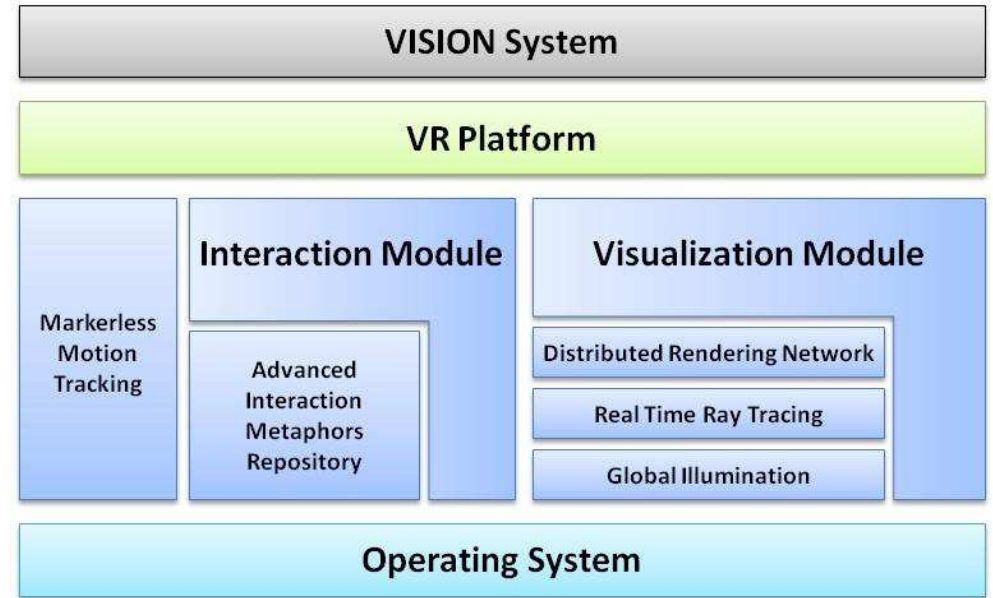 VISION System
VR Platform
Markerless
Motion
Tracking
Interaction Module
Advanced
Interaction
Metaphors
Repository
Visualization Module
Distributed Rendering Network
Real Time Ray Tracing
Global Illumination
Operating System